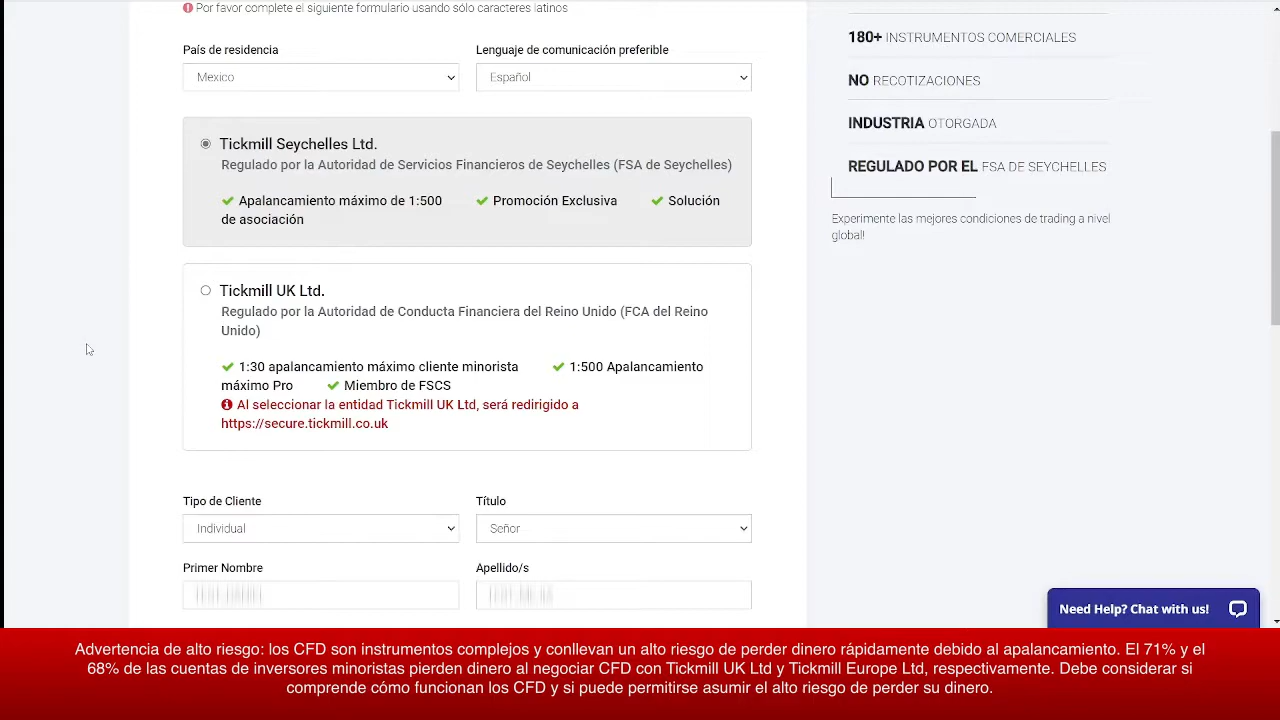 Por favor complete el siguiente formulario usando sólo caracteres latinos
País de residencia
Lenguaje de comunicación preferible
Mexico
Español
Tickmill Seychelles Ltd.
Regulado por la Autoridad de Servicios Financieros de Seychelles (FSA de Seychelles)
Apalancamiento máximo de 1:500
Promoción Exclusiva
Solución
de asociación
Tickmill UK Ltd.
Regulado por la Autoridad de Conducta Financiera del Reino Unido (FCA del Reino
Unido)
1:30 apalancamiento máximo cliente minorista
1:500 Apalancamiento
máximo Pro
Miembro de FSCS
Al seleccionar la entidad Tickmill UK Ltd, será redirigido a
https://secure.tickmill.co.uk
Tipo de Cliente
Título
Individual
Señor
Primer Nombre
Apellido/s
180+ INSTRUMENTOS COMERCIALES
NO RECOTIZACIONES
INDUSTRIA OTORGADA
REGULADO POR EL FSA DE SEYCHELLES
Experimente las mejores condiciones de trading a nivel
global!
Need Help? Chat with us!
Advertencia de alto riesgo: los CFD son instrumentos complejos y conllevan un alto riesgo de perder dinero rápidamente debido al apalancamiento. El 71% y el
68% de las cuentas de inversores minoristas pierden dinero al negociar CFD con Tickmill UK Ltd y Tickmill Europe Ltd, respectivamente. Debe considerar si
comprende cómo funcionan los CFD y si puede permitirse asumir el alto riesgo de perder su dinero.